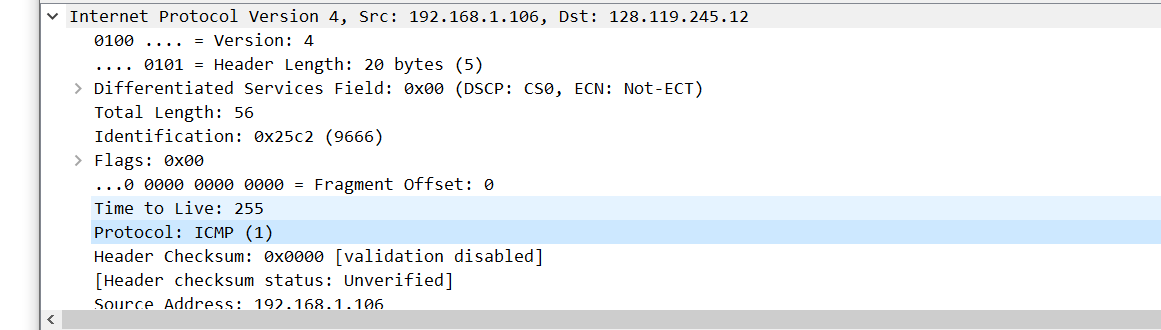 Internet Protocol Version 4, Src: 192.168.1.106, Dst: 128.119.245.12
0100 .... = Version: 4
.... 0101 = Header Length: 20 bytes (5)
Differentiated Services Field: 0x00 (DSCP: CS0, ECN: Not-ECT)
Total Length: 56
Identification: 0x25c2 (9666)
Flags: 0x00
...0 0000 0000 0000 = Fragment Offset: 0
Time to Live: 255
Protocol: ICMP (1)
Header Checksum: 0x0000 [validation disabled]
[Header checksum status: Unverified]
Source Address: 192.168.1.106